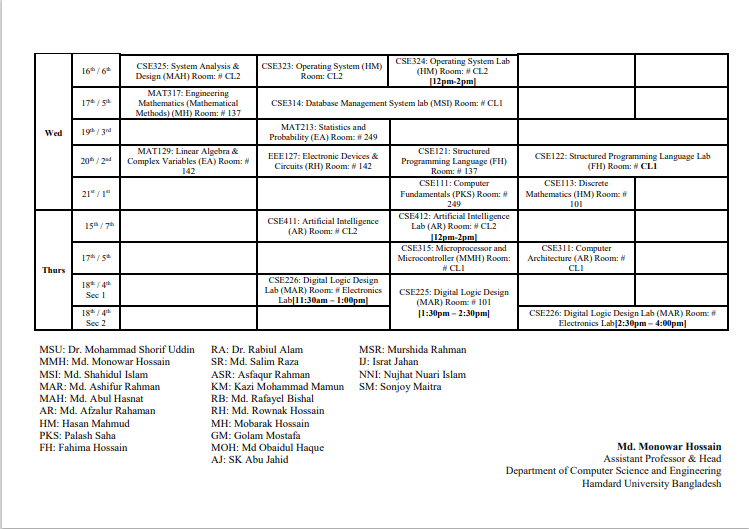 Wed
16th / 6th
CSE325: System Analysis &
Design (MAH) Room: # CL2
CSE323: Operating System (HM)
Room: CL2
CSE324: Operating System Lab
(HM) Room: # CL2
[12pm-2pm]
17th / 5th
MAT317: Engineering
Mathematics (Mathematical
Methods) (MH) Room: # 137
CSE314: Database Management System lab (MSI) Room: # CL1
19th / 3rd
MAT213: Statistics and
Probability (EA) Room: # 249
20th / 2nd
MAT129: Linear Algebra &
Complex Variables (EA) Room: #
142
EEE127: Electronic Devices &
Circuits (RH) Room: # 142
CSE121: Structured
Programming Language (FH)
Room: # 137
CSE122: Structured Programming Language Lab
(FH) Room: # CL1
21st / 1st
CSE111: Computer
Fundamentals (PKS) Room: #
249
CSE113: Discrete
Mathematics (HM) Room: #
101
Thurs
15th / 7th
CSE411: Artificial Intelligence
(AR) Room: # CL2
CSE412: Artificial Intelligence
Lab (AR) Room: # CL2
[12pm-2pm]
17th / 5th
CSE315: Microprocessor and
Microcontroller (MMH) Room:
# CL1
CSE311: Computer
Architecture (AR) Room: #
CL1
18th / 4th
Sec 1
CSE226: Digital Logic Design
Lab (MAR) Room: # Electronics
Lab[11:30am – 1:00pm]
CSE225: Digital Logic Design
(MAR) Room: # 101
[1:30pm – 2:30pm]
18th / 4th
Sec 2
CSE226: Digital Logic Design Lab (MAR) Room: #
Electronics Lab[2:30pm – 4:00pm]
MSU: Dr. Mohammad Shorif Uddin
MMH: Md. Monowar Hossain
MSI: Md. Shahidul Islam
MAR: Md. Ashifur Rahman
MAH: Md. Abul Hasnat
AR: Md. Afzalur Rahaman
HM: Hasan Mahmud
PKS: Palash Saha
FH: Fahima Hossain
RA: Dr. Rabiul Alam
SR: Md. Salim Raza
ASR: Asfaqur Rahman
KM: Kazi Mohammad Mamun
RB: Md. Rafayel Bishal
RH: Md. Rownak Hossain
MH: Mobarak Hossain
GM: Golam Mostafa
MOH: Md Obaidul Haque
AJ: SK Abu Jahid
MSR: Murshida Rahman
IJ: Israt Jahan
NNI: Nujhat Nuari Islam
SM: Sonjoy Maitra
Md. Monowar Hossain
Assistant Professor & Head
Department of Computer Science and Engineering
Hamdard University Bangladesh